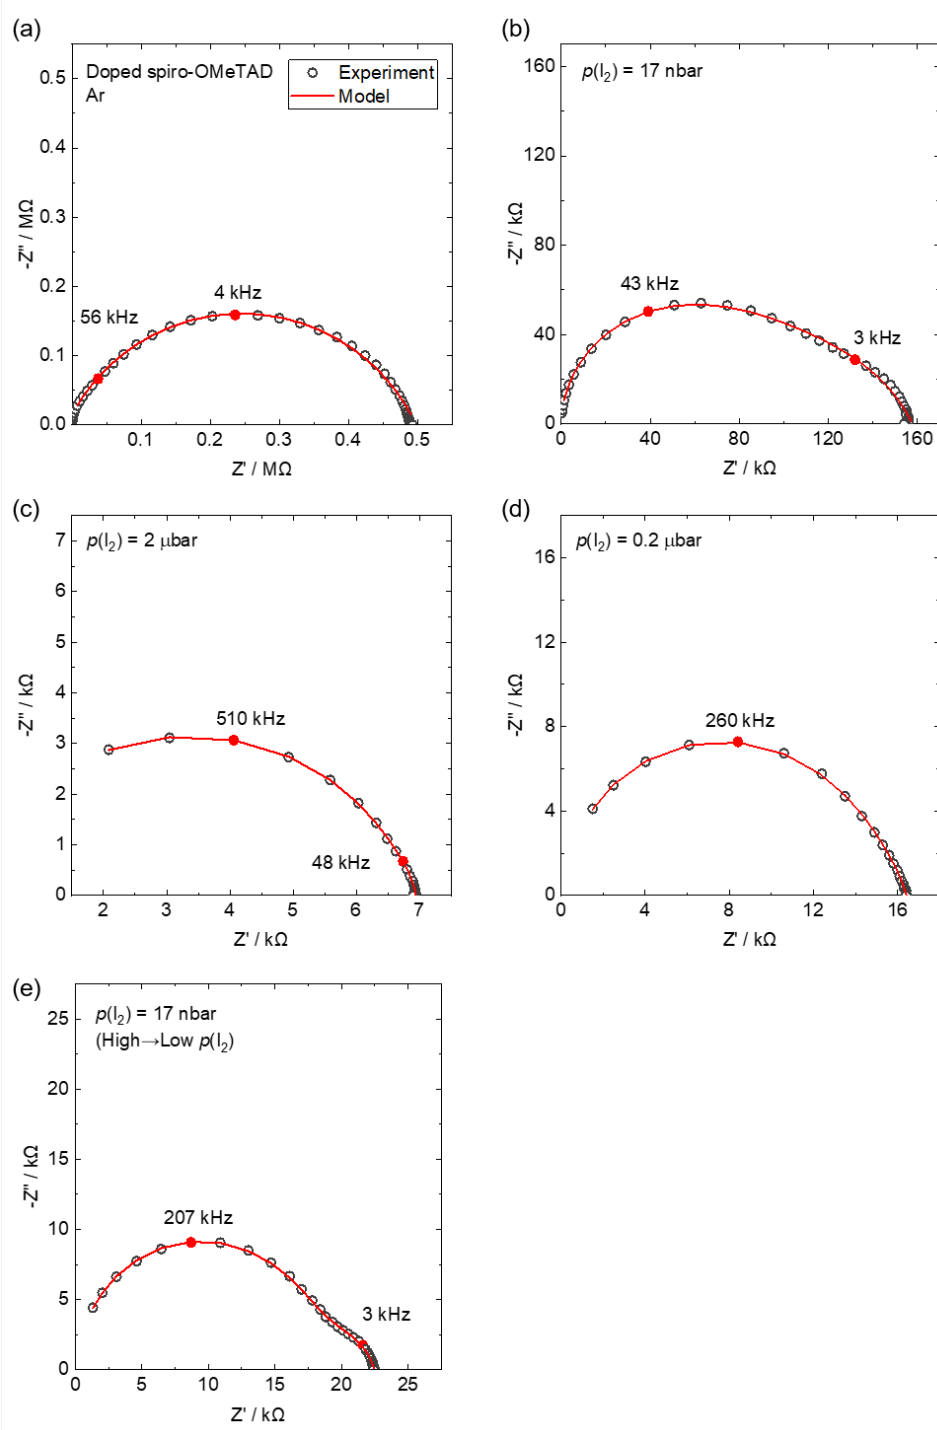 (a)
Doped spiro-OMeTAD
Ar
Experiment
Model
56 kHz
4 kHz
0.5
0.4
0.3
0.2
0.1
0.0
0.1 0.2 0.3 0.4 0.5
-Z'' / MΩ
Z' / MΩ
(b)
p(I₂) = 17 nbar
43 kHz
3 kHz
160
120
80
40
0
0 40 80 120 160
-Z'' / kΩ
Z' / kΩ
(c)
p(I₂) = 2 μbar
510 kHz
48 kHz
7
6
5
4
3
2
1
0
2 3 4 5 6 7
-Z'' / kΩ
Z' / kΩ
(d)
p(I₂) = 0.2 μbar
260 kHz
16
12
8
4
0
0 4 8 12 16
-Z'' / kΩ
Z' / kΩ
(e)
p(I₂) = 17 nbar
(High→Low p(I₂)
207 kHz
3 kHz
25
20
15
10
5
0
0 5 10 15 20 25
-Z'' / kΩ
Z' / kΩ